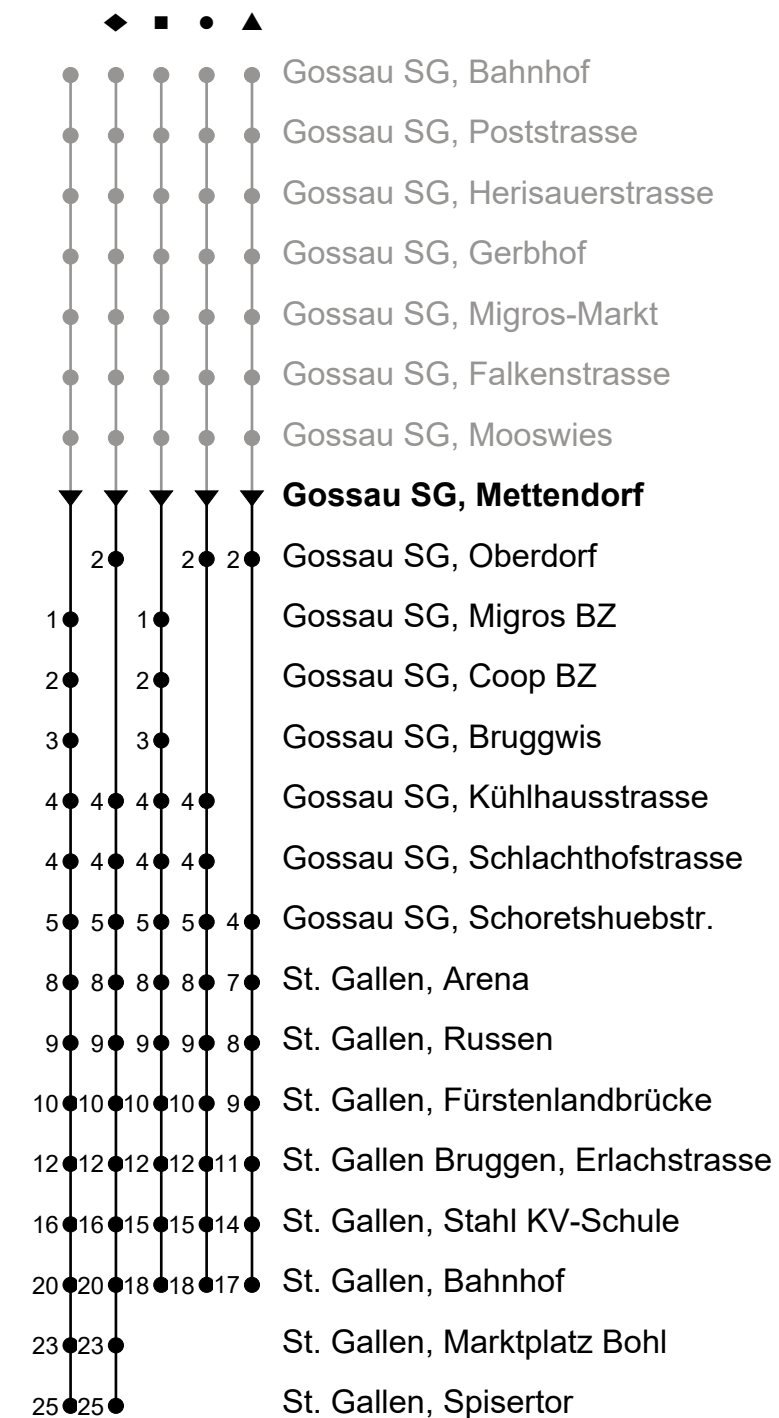 Gossau SG, Bahnhof
Gossau SG, Poststrasse
Gossau SG, Herisauerstrasse
Gossau SG, Gerbhof
Gossau SG, Migros-Markt
Gossau SG, Falkenstrasse
Gossau SG, Mooswies
Gossau SG, Mettendorf
2 2 2 Gossau SG, Oberdorf
1 1 Gossau SG, Migros BZ
2 2 Gossau SG, Coop BZ
3 3 Gossau SG, Bruggwis
4 4 4 4 Gossau SG, Kühlhausstrasse
4 4 4 4 Gossau SG, Schlachthofstrasse
5 5 5 5 4 Gossau SG, Schoretshuebstr.
8 8 8 8 7 St. Gallen, Arena
9 9 9 9 8 St. Gallen, Russen
10 10 10 10 9 St. Gallen, Fürstenlandbrücke
12 12 12 12 11 St. Gallen Bruggen, Erlachstrasse
16 16 15 15 14 St. Gallen, Stahl KV-Schule
20 20 18 18 17 St. Gallen, Bahnhof
23 23 St. Gallen, Marktplatz Bohl
25 25 St. Gallen, Spisertor